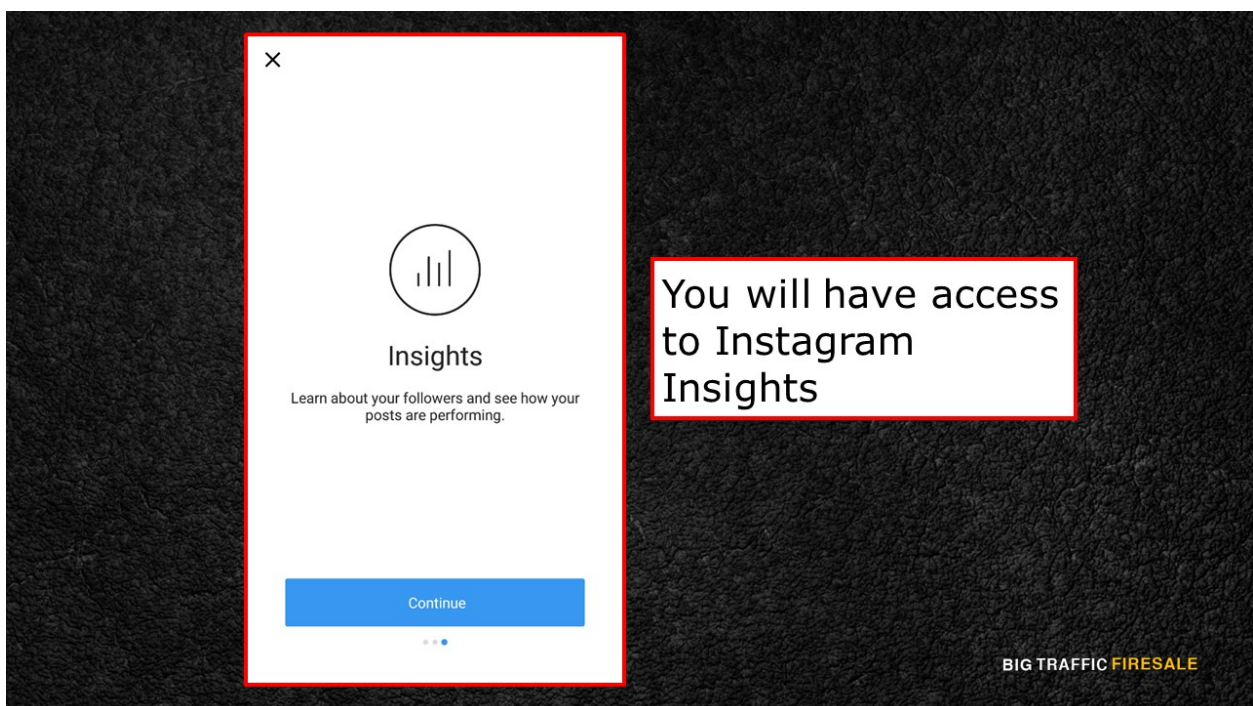 Insights
Learn about your followers and see how your
posts are performing.
Continue
You will have access
to Instagram
Insights
BIG TRAFFIC FIRESALE